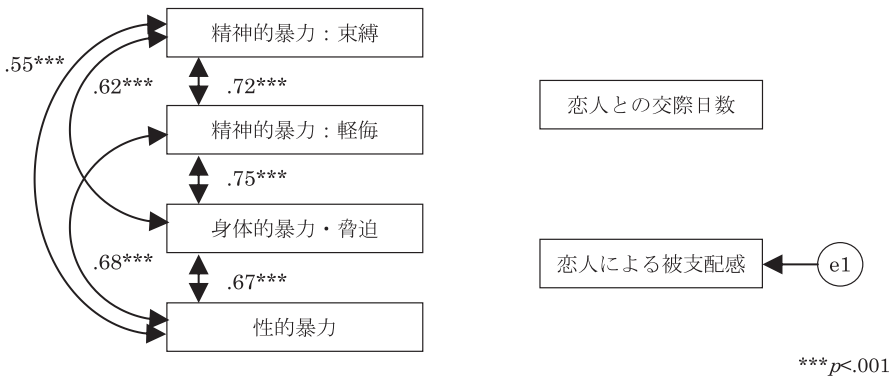 精神的暴力：束縛
.55***
.62***
.72***
恋人との交際日数
精神的暴力：軽侮
.75***
身体的暴力・脅迫
恋人による被支配感
e1
.68***
.67***
性的暴力
***p<.001